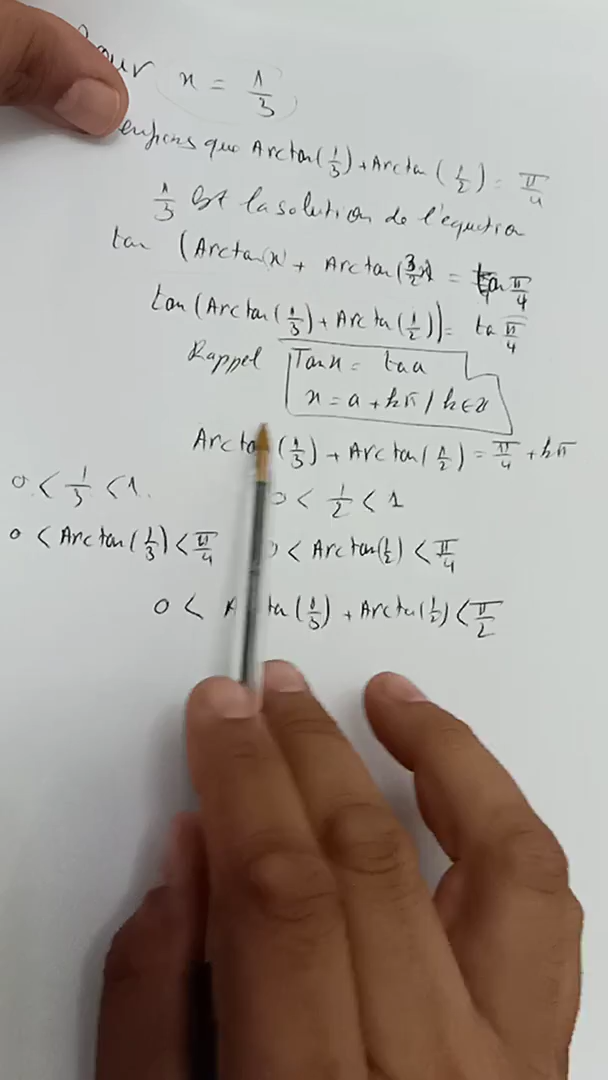 Pour x = 1/3
que Arctan(1/3) + Arctan(1/2) = π/4
1/3 est la solution de l'équation
tan (Arctan(x) + Arctan(3/2 x) = tan π/4
tan(Arctan(1/3) + Arctan(1/2)) = ta π/4
Rappel Tan x = tan a
x = a + kπ / k ∈ Z
Arctan(1/3) + Arctan(1/2) = π/4 + kπ
0 < 1/3 < 1. 0 < 1/2 < 1
0 < Arctan(1/3) < π/4 0 < Arctan(1/2) < π/4
0 < Arctan(1/3) + Arctan(1/2) < π/2